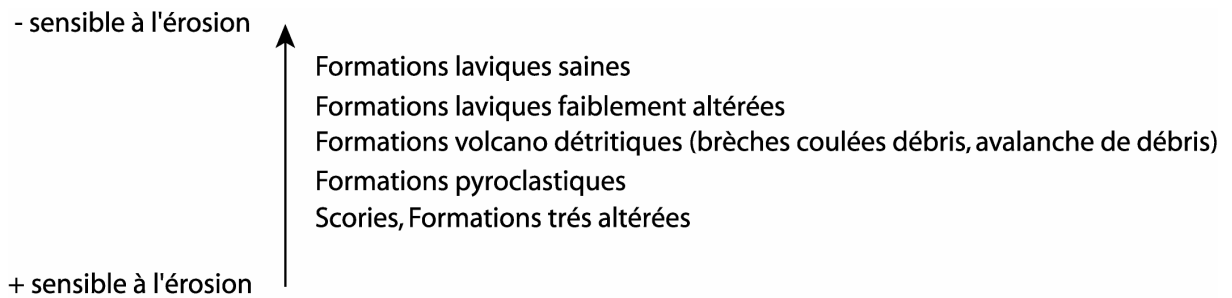 - sensible à l'érosion
Formations laviques saines
Formations laviques faiblement altérées
Formations volcano détritiques (brèches coulées débris, avalanche de débris)
Formations pyroclastiques
Scories, Formations trés altérées
+ sensible à l'érosion